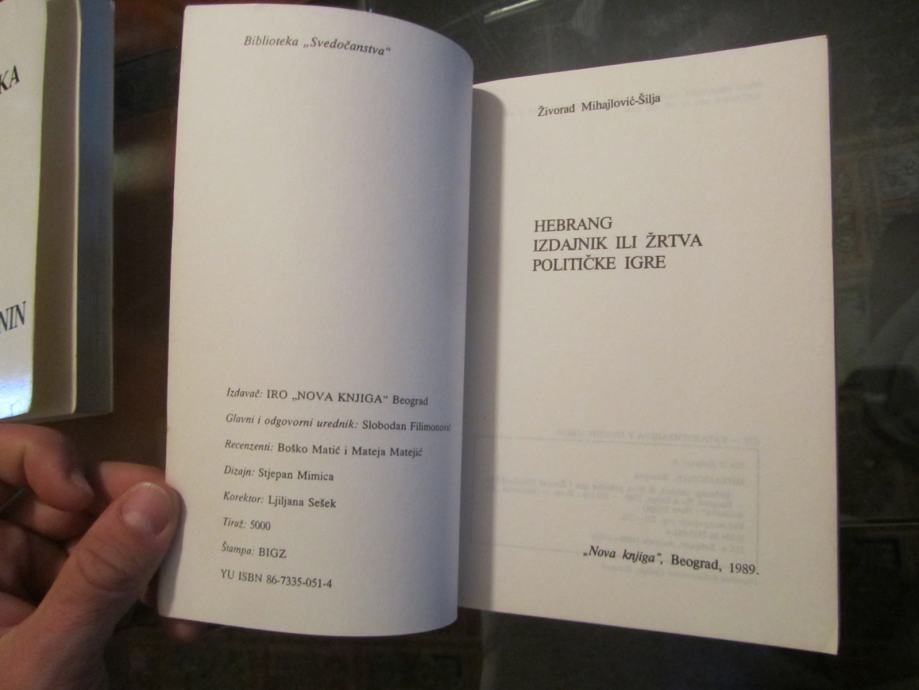 KA
NIN
Biblioteka „Svedočanstva“
Izdavač: IRO „NOVA KNJIGA“ Beograd
Glavni i odgovorni urednik: Slobodan Filimonović
Recenzenti: Boško Matić i Mateja Matejić
Dizajn: Stjepan Mimica
Korektor: Ljiljana Sešek
Tiraž: 5000
Štampa: BIGZ
YU ISBN 86-7335-051-4
Živorad Mihajlović-Šilja
HEBRANG
IZDAJNIK ILI ŽRTVA
POLITIČKE IGRE
„Nova knjiga“, Beograd, 1989.